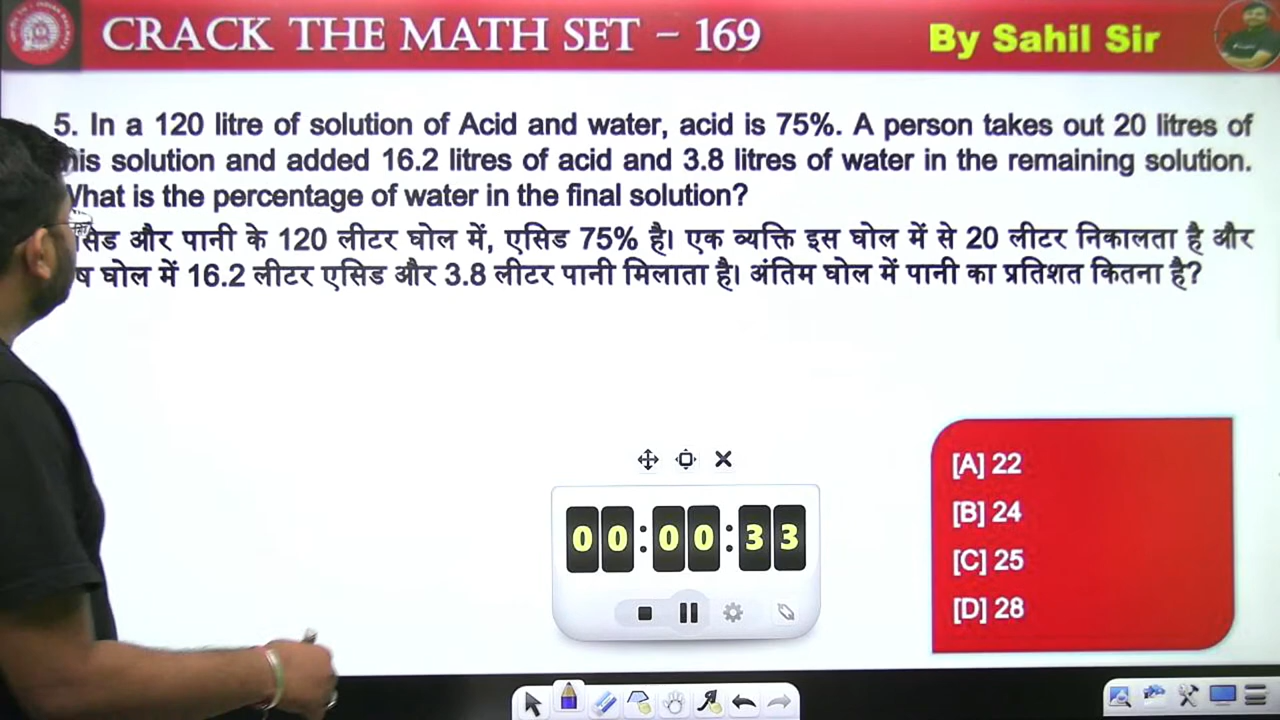 CRACK THE MATH SET – 169
By Sahil Sir
5. In a 120 litre of solution of Acid and water, acid is 75%. A person takes out 20 litres of
his solution and added 16.2 litres of acid and 3.8 litres of water in the remaining solution.
What is the percentage of water in the final solution?
सिड और पानी के 120 लीटर घोल में, एसिड 75% है। एक व्यक्ति इस घोल में से 20 लीटर निकालता है और
ष घोल में 16.2 लीटर एसिड और 3.8 लीटर पानी मिलाता है। अंतिम घोल में पानी का प्रतिशत कितना है?
[A] 22
[B] 24
[C] 25
[D] 28
00:00:33